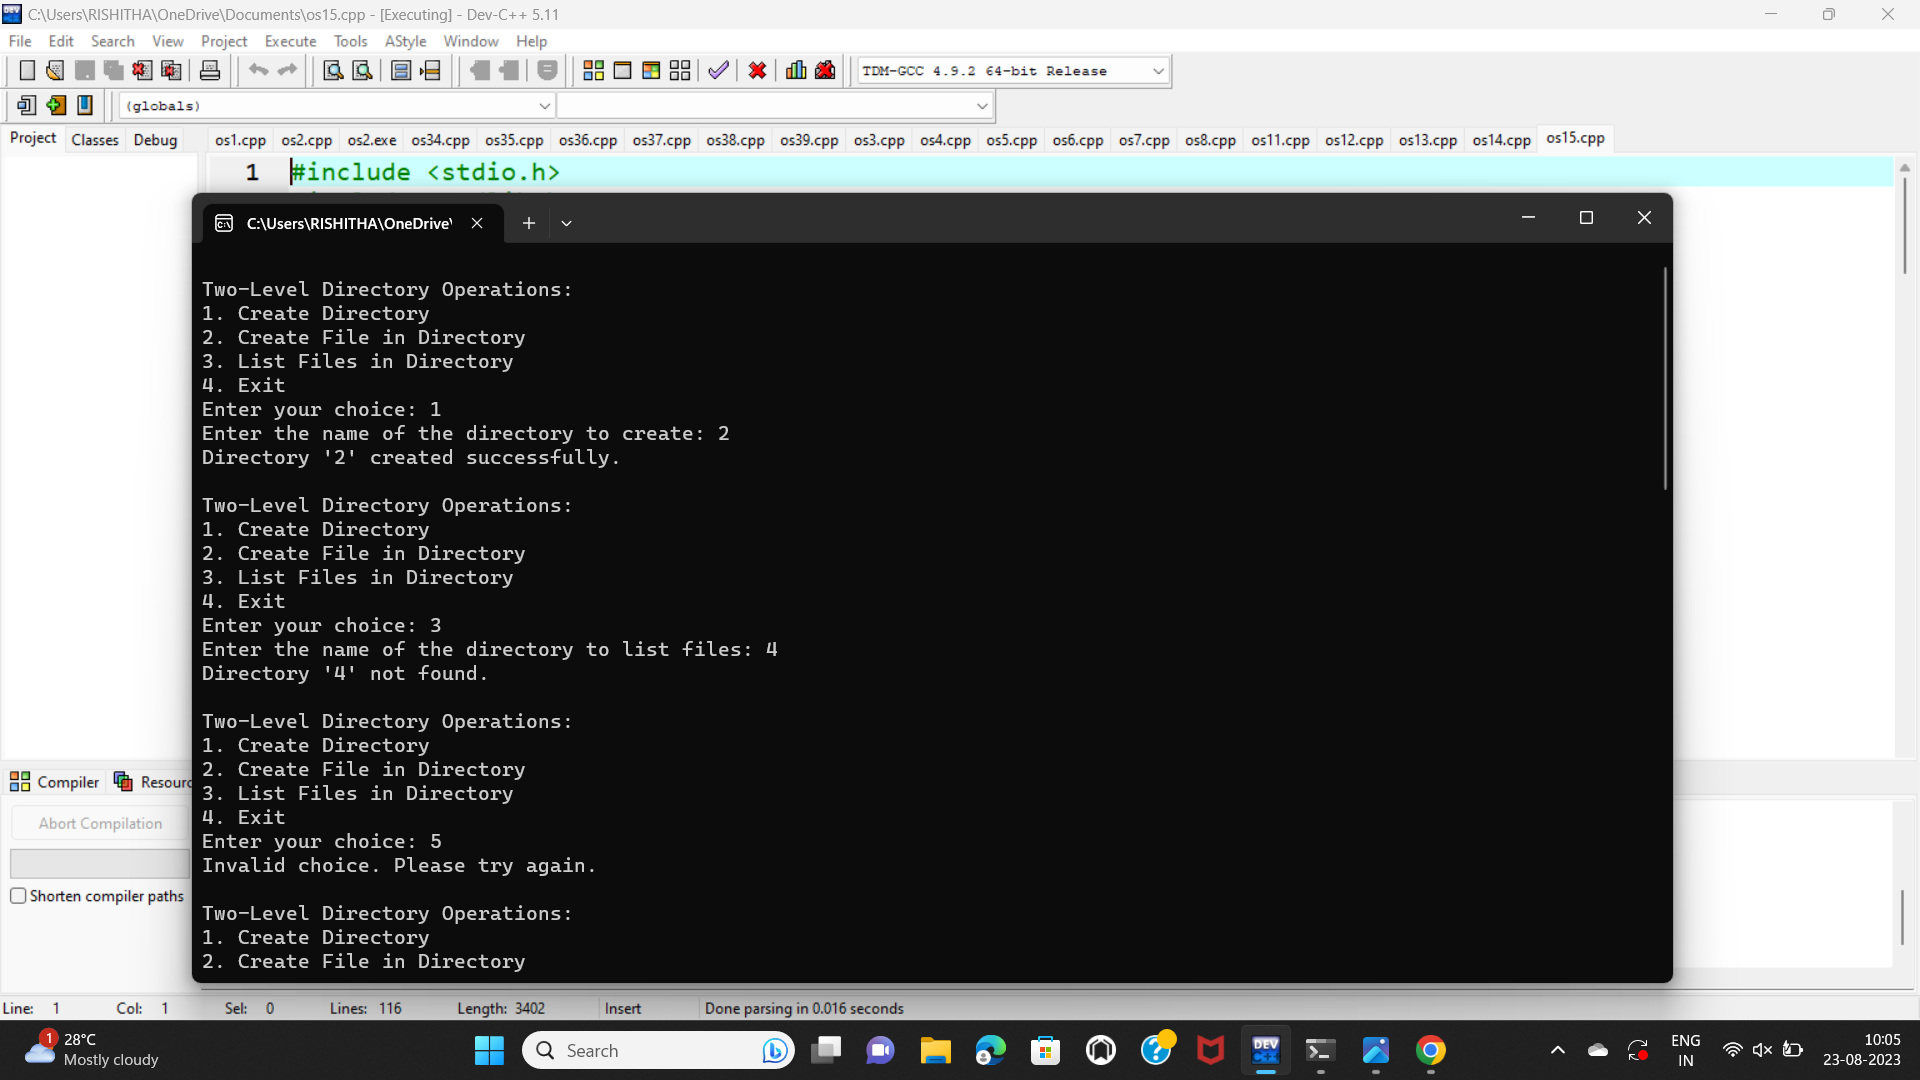 C:\Users\RISHITHA\OneDrive\Documents\os15.cpp - [Executing] - Dev-C++ 5.11
File Edit Search View Project Execute Tools AStyle Window Help
TDM-GCC 4.9.2 64-bit Release
(globals)
Project Classes Debug os1.cpp os2.cpp os2.exe os34.cpp os35.cpp os36.cpp os37.cpp os38.cpp os39.cpp os3.cpp os4.cpp os5.cpp os6.cpp os7.cpp os8.cpp os11.cpp os12.cpp os13.cpp os14.cpp os15.cpp
1 #include <stdio.h>
C:\Users\RISHITHA\OneDrive\
Two-Level Directory Operations:
1. Create Directory
2. Create File in Directory
3. List Files in Directory
4. Exit
Enter your choice: 1
Enter the name of the directory to create: 2
Directory '2' created successfully.
Two-Level Directory Operations:
1. Create Directory
2. Create File in Directory
3. List Files in Directory
4. Exit
Enter your choice: 3
Enter the name of the directory to list files: 4
Directory '4' not found.
Two-Level Directory Operations:
1. Create Directory
2. Create File in Directory
3. List Files in Directory
4. Exit
Enter your choice: 5
Invalid choice. Please try again.
Two-Level Directory Operations:
1. Create Directory
2. Create File in Directory
Compiler Resourc
Abort Compilation
Shorten compiler paths
Line: 1 Col: 1 Sel: 0 Lines: 116 Length: 3402 Insert Done parsing in 0.016 seconds
1
28°C
Mostly cloudy
Search
DEV
C++
ENG
IN
10:05
23-08-2023